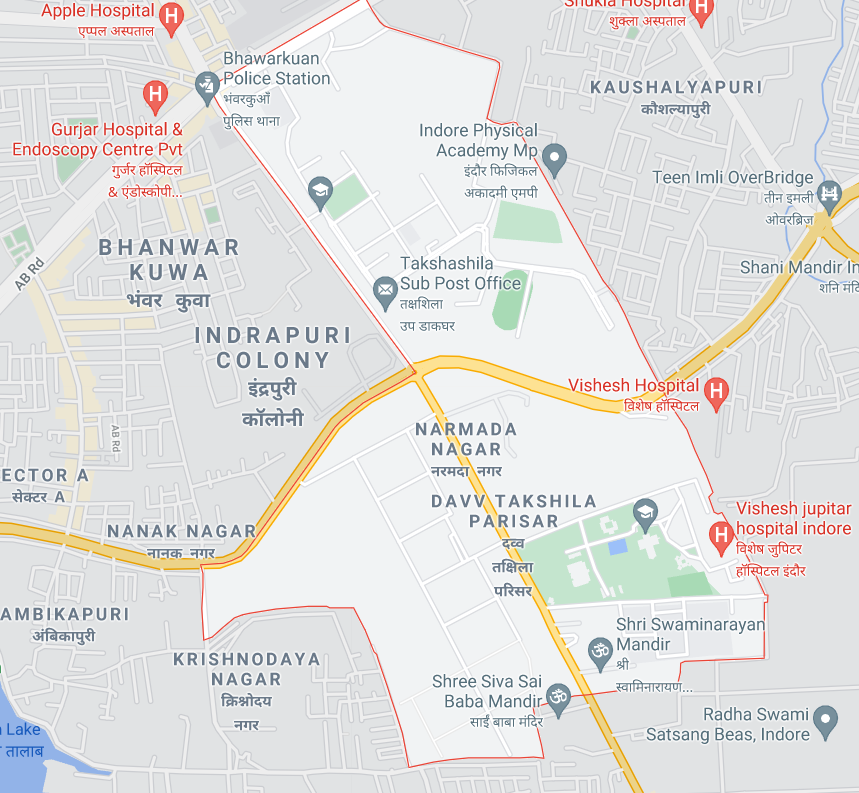 Apple Hospital
एप्पल अस्पताल
Shukla Hospital
शुक्ला अस्पताल
Bhawarkuan
Police Station
भंवरकुआँ
पुलिस थाना
KAUSHALYAPURI
कौशल्यापुरी
Gurjar Hospital &
Endoscopy Centre Pvt
गुर्जर हॉस्पिटल
& एंडोस्कोपी...
Indore Physical
Academy Mp
इंदौर फिजिकल
अकादमी एमपी
Teen Imli OverBridge
तीन इमली
ओवरब्रिज
BHANWAR
KUWA
भंवर कुवा
AB Rd
Takshashila
Sub Post Office
तक्षशिला
उप डाकघर
Shani Mandir In
शनि मंदि
INDRAPURI
COLONY
इंद्रपुरी
कॉलोनी
Vishesh Hospital
विशेष हॉस्पिटल
AB Rd
NARMADA
NAGAR
नरमदा नगर
ECTOR A
सेक्टर A
DAVV TAKSHILA
PARISAR
दव्व
तक्षिला
परिसर
Vishesh jupitar
hospital indore
विशेष जुपिटर
हॉस्पिटल इंदौर
NANAK NAGAR
नानक नगर
AMBIKAPURI
अंबिकापुरी
Shri Swaminarayan
Mandir
श्री
स्वामिनारायण...
KRISHNODAYA
NAGAR
क्रिश्नोदय
नगर
Shree Siva Sai
Baba Mandir
साईं बाबा मंदिर
Radha Swami
Satsang Beas, Indore
Lake
तालाब